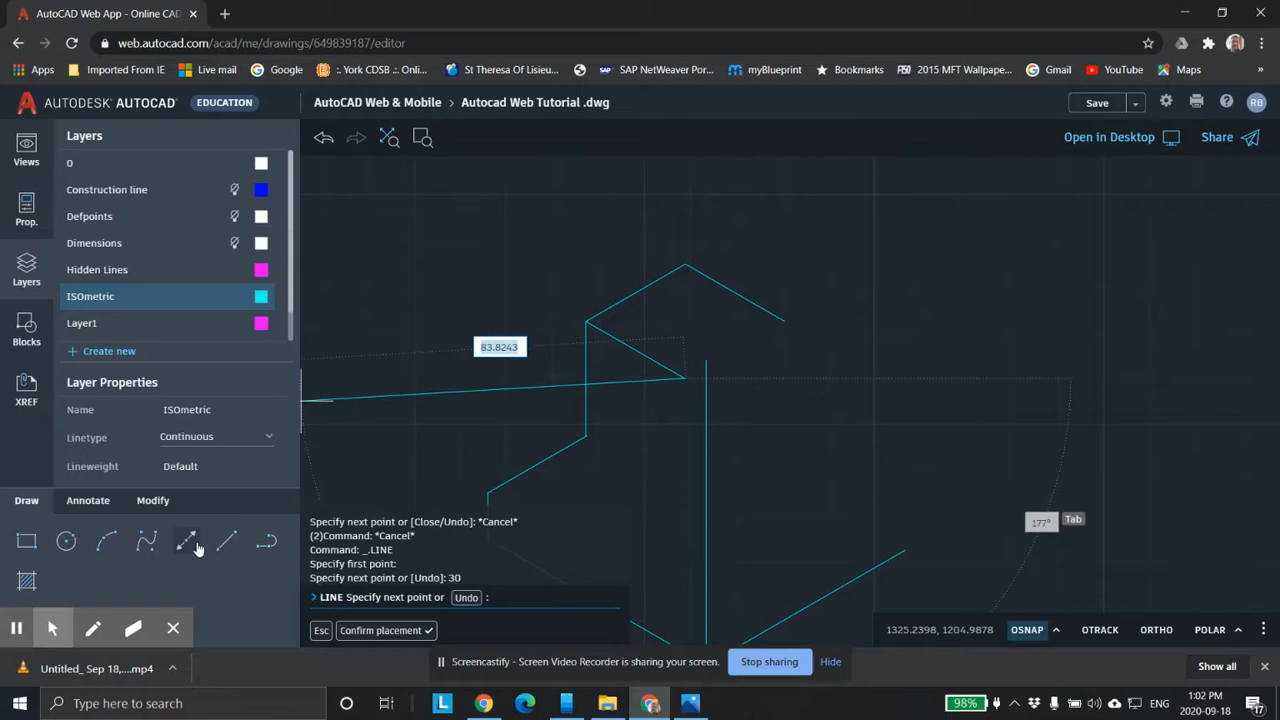 AutoCAD Web App - Online CAD
web.autocad.com/acad/me/drawings/649839187/editor
Apps
Imported From IE
Live mail
Google
: York CDSB :. Onli...
St Theresa Of Lisieu...
SAP NetWeaver Por...
myBlueprint
Bookmarks
2015 MFT Wallpape...
Gmail
YouTube
Maps
AUTODESK® AUTOCAD®
EDUCATION
AutoCAD Web & Mobile > Autocad Web Tutorial .dwg
Save
RB
Views
Prop.
Layers
Blocks
XREF
Layers
0
Construction line
Defpoints
Dimensions
Hidden Lines
ISOmetric
Layer1
+ Create new
Layer Properties
Name ISOmetric
Linetype Continuous
Lineweight Default
Draw Annotate Modify
Open in Desktop
Share
83.8243
177°
Tab
Specify next point or [Close/Undo]: *Cancel*
(2)Command: *Cancel*
Command: _.LINE
Specify first point:
Specify next point or [Undo]: 30
> LINE Specify next point or Undo :
Esc
Confirm placement
1325.2398, 1204.9878
OSNAP
OTRACK
ORTHO
POLAR
Untitled_Sep 18,....mp4
Screencastify - Screen Video Recorder is sharing your screen.
Stop sharing
Hide
Show all
Type here to search
L
98%
ENG
1:02 PM
2020-09-18
17